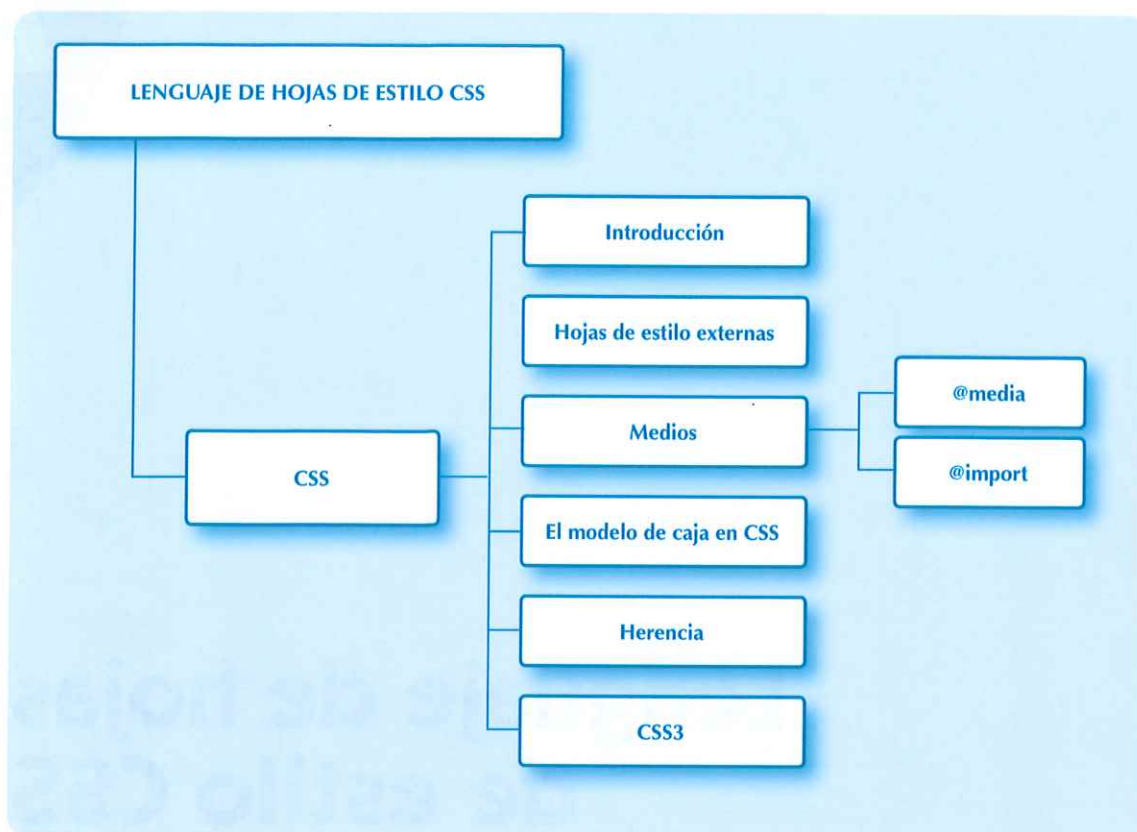 LENGUAJE DE HOJAS DE ESTILO CSS
Introducción
Hojas de estilo externas
@media
Medios
@import
CSS
El modelo de caja en CSS
Herencia
CSS3